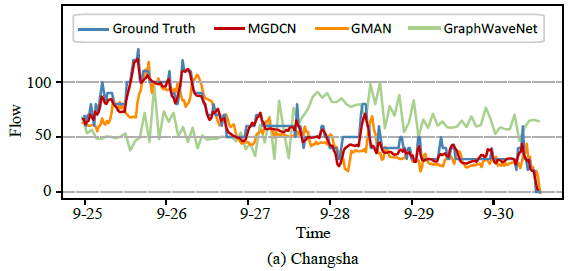 Ground Truth MGDCN GMAN GraphWaveNet
100
50
0
Flow
9-25 9-26 9-27 9-28 9-29 9-30
Time
(a) Changsha